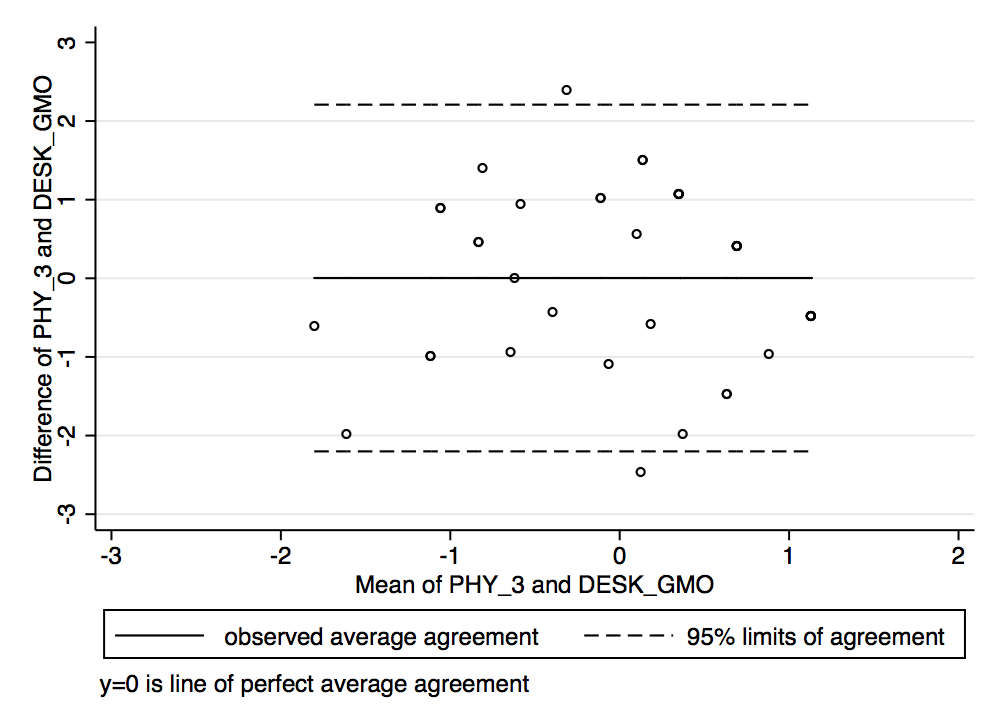 Difference of PHY_3 and DESK_GMO
3
2
1
0
-1
-2
-3
-3 -2 -1 0 1 2
Mean of PHY_3 and DESK_GMO
observed average agreement 95% limits of agreement
y=0 is line of perfect average agreement